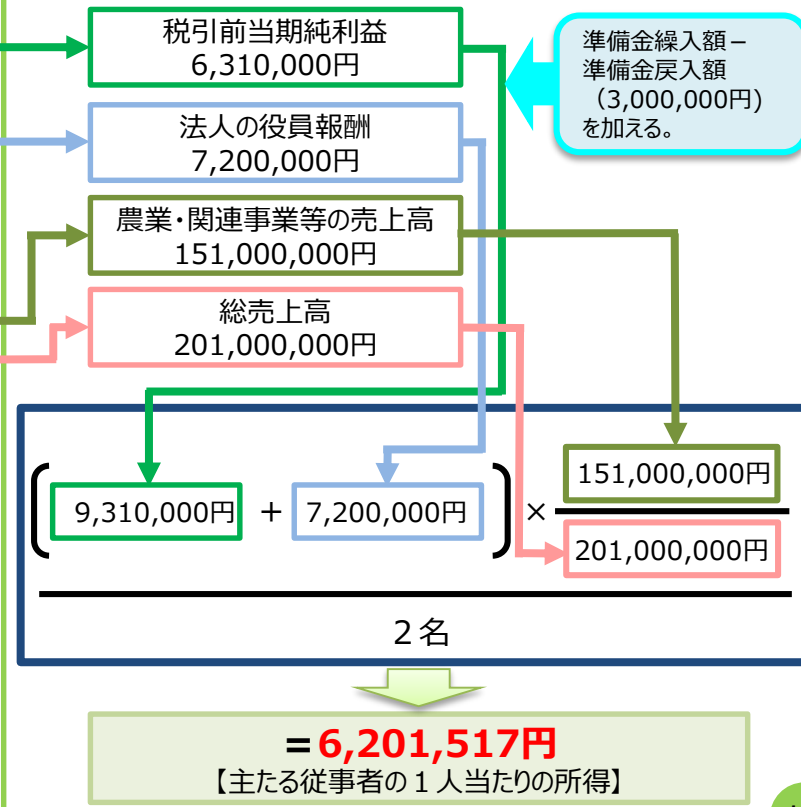 税引前当期純利益
6,310,000円
準備金繰入額－
準備金戻入額
（3,000,000円)
を加える。
法人の役員報酬
7,200,000円
農業・関連事業等の売上高
151,000,000円
総売上高
201,000,000円
9,310,000円 + 7,200,000円 × 151,000,000円
201,000,000円
２名
＝6,201,517円
【主たる従事者の１人当たりの所得】